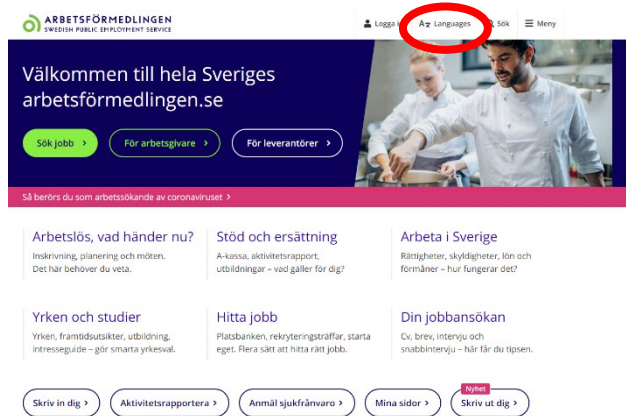 ARBETSFÖRMEDLINGEN
SWEDISH PUBLIC EMPLOYMENT SERVICE
Logga i Languages Sök Meny
Välkommen till hela Sveriges
arbetsförmedlingen.se
Sök jobb För arbetsgivare För leverantörer
Så berörs du som arbetssökande av coronaviruset
Arbetslös, vad händer nu? Stöd och ersättning Arbeta i Sverige
Inskrivning, planering och möten. A-kassa, aktivitetsrapport, Rättigheter, skyldigheter, lön och
Det här behöver du veta. utbildningar – vad gäller för dig? förmåner – hur fungerar det?
Yrken och studier Hitta jobb Din jobbansökan
Yrken, framtidsutsikter, utbildning, Platsbanken, rekryteringsträffar, starta Cv, brev, intervju och
intresseguide – gör smarta yrkesval. eget. Flera sätt att hitta rätt jobb. snabbintervju – här får du tipsen.
Nyhet
Skriv in dig Aktivitetsrapportera Anmäl sjukfrånvaro Mina sidor Skriv ut dig